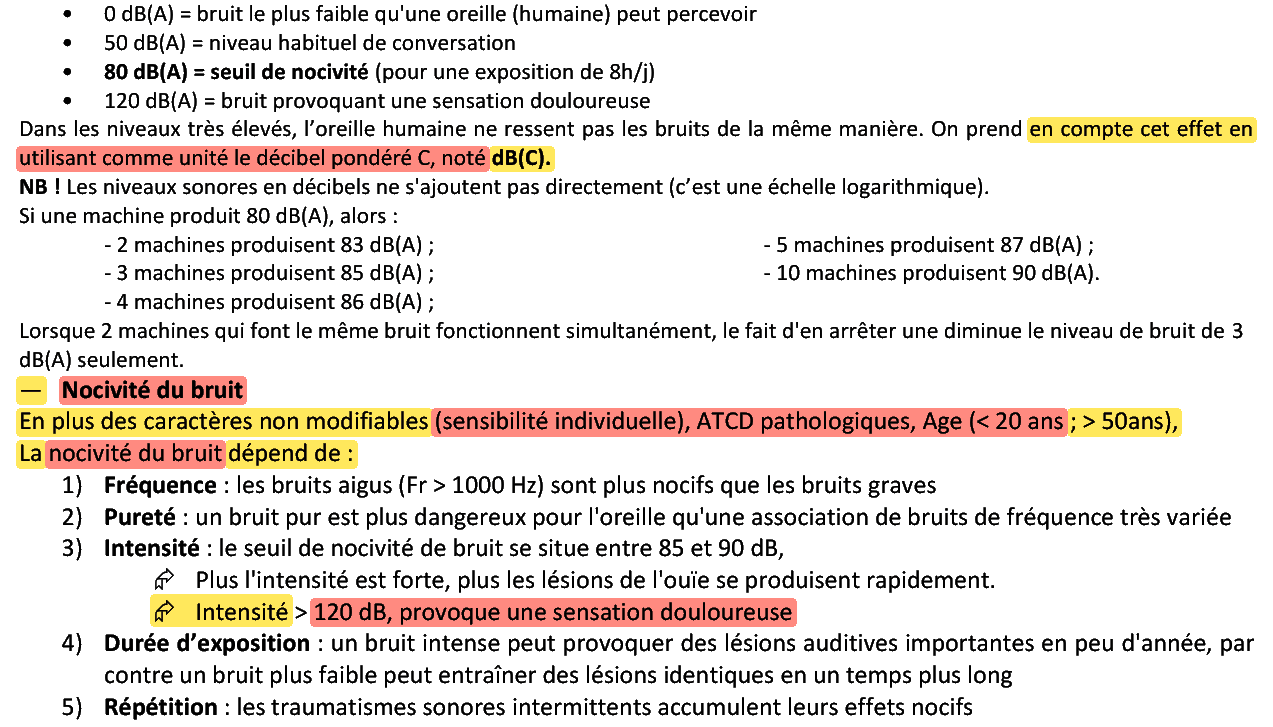 • 0 dB(A) = bruit le plus faible qu'une oreille (humaine) peut percevoir
• 50 dB(A) = niveau habituel de conversation
• 80 dB(A) = seuil de nocivité (pour une exposition de 8h/j)
• 120 dB(A) = bruit provoquant une sensation douloureuse
Dans les niveaux très élevés, l’oreille humaine ne ressent pas les bruits de la même manière. On prend en compte cet effet en
utilisant comme unité le décibel pondéré C, noté dB(C).
NB ! Les niveaux sonores en décibels ne s'ajoutent pas directement (c’est une échelle logarithmique).
Si une machine produit 80 dB(A), alors :
- 2 machines produisent 83 dB(A) ;
- 3 machines produisent 85 dB(A) ;
- 4 machines produisent 86 dB(A) ;
- 5 machines produisent 87 dB(A) ;
- 10 machines produisent 90 dB(A).
Lorsque 2 machines qui font le même bruit fonctionnent simultanément, le fait d'en arrêter une diminue le niveau de bruit de 3
dB(A) seulement.
— Nocivité du bruit
En plus des caractères non modifiables (sensibilité individuelle), ATCD pathologiques, Age (< 20 ans ; > 50ans),
La nocivité du bruit dépend de :
1) Fréquence : les bruits aigus (Fr > 1000 Hz) sont plus nocifs que les bruits graves
2) Pureté : un bruit pur est plus dangereux pour l'oreille qu'une association de bruits de fréquence très variée
3) Intensité : le seuil de nocivité de bruit se situe entre 85 et 90 dB,
Plus l'intensité est forte, plus les lésions de l'ouïe se produisent rapidement.
Intensité > 120 dB, provoque une sensation douloureuse
4) Durée d’exposition : un bruit intense peut provoquer des lésions auditives importantes en peu d'année, par
contre un bruit plus faible peut entraîner des lésions identiques en un temps plus long
5) Répétition : les traumatismes sonores intermittents accumulent leurs effets nocifs